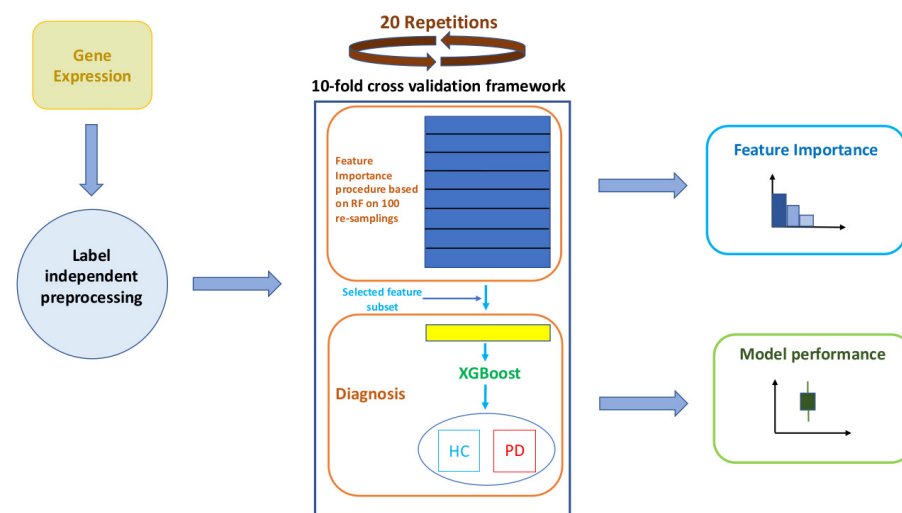 Gene
Expression
Label
independent
preprocessing
20 Repetitions
10-fold cross validation framework
Feature
Importance
procedure based
on RF on 100
re-samplings
Selected feature
subset
XGBoost
Diagnosis
HC
PD
Feature Importance
Model performance